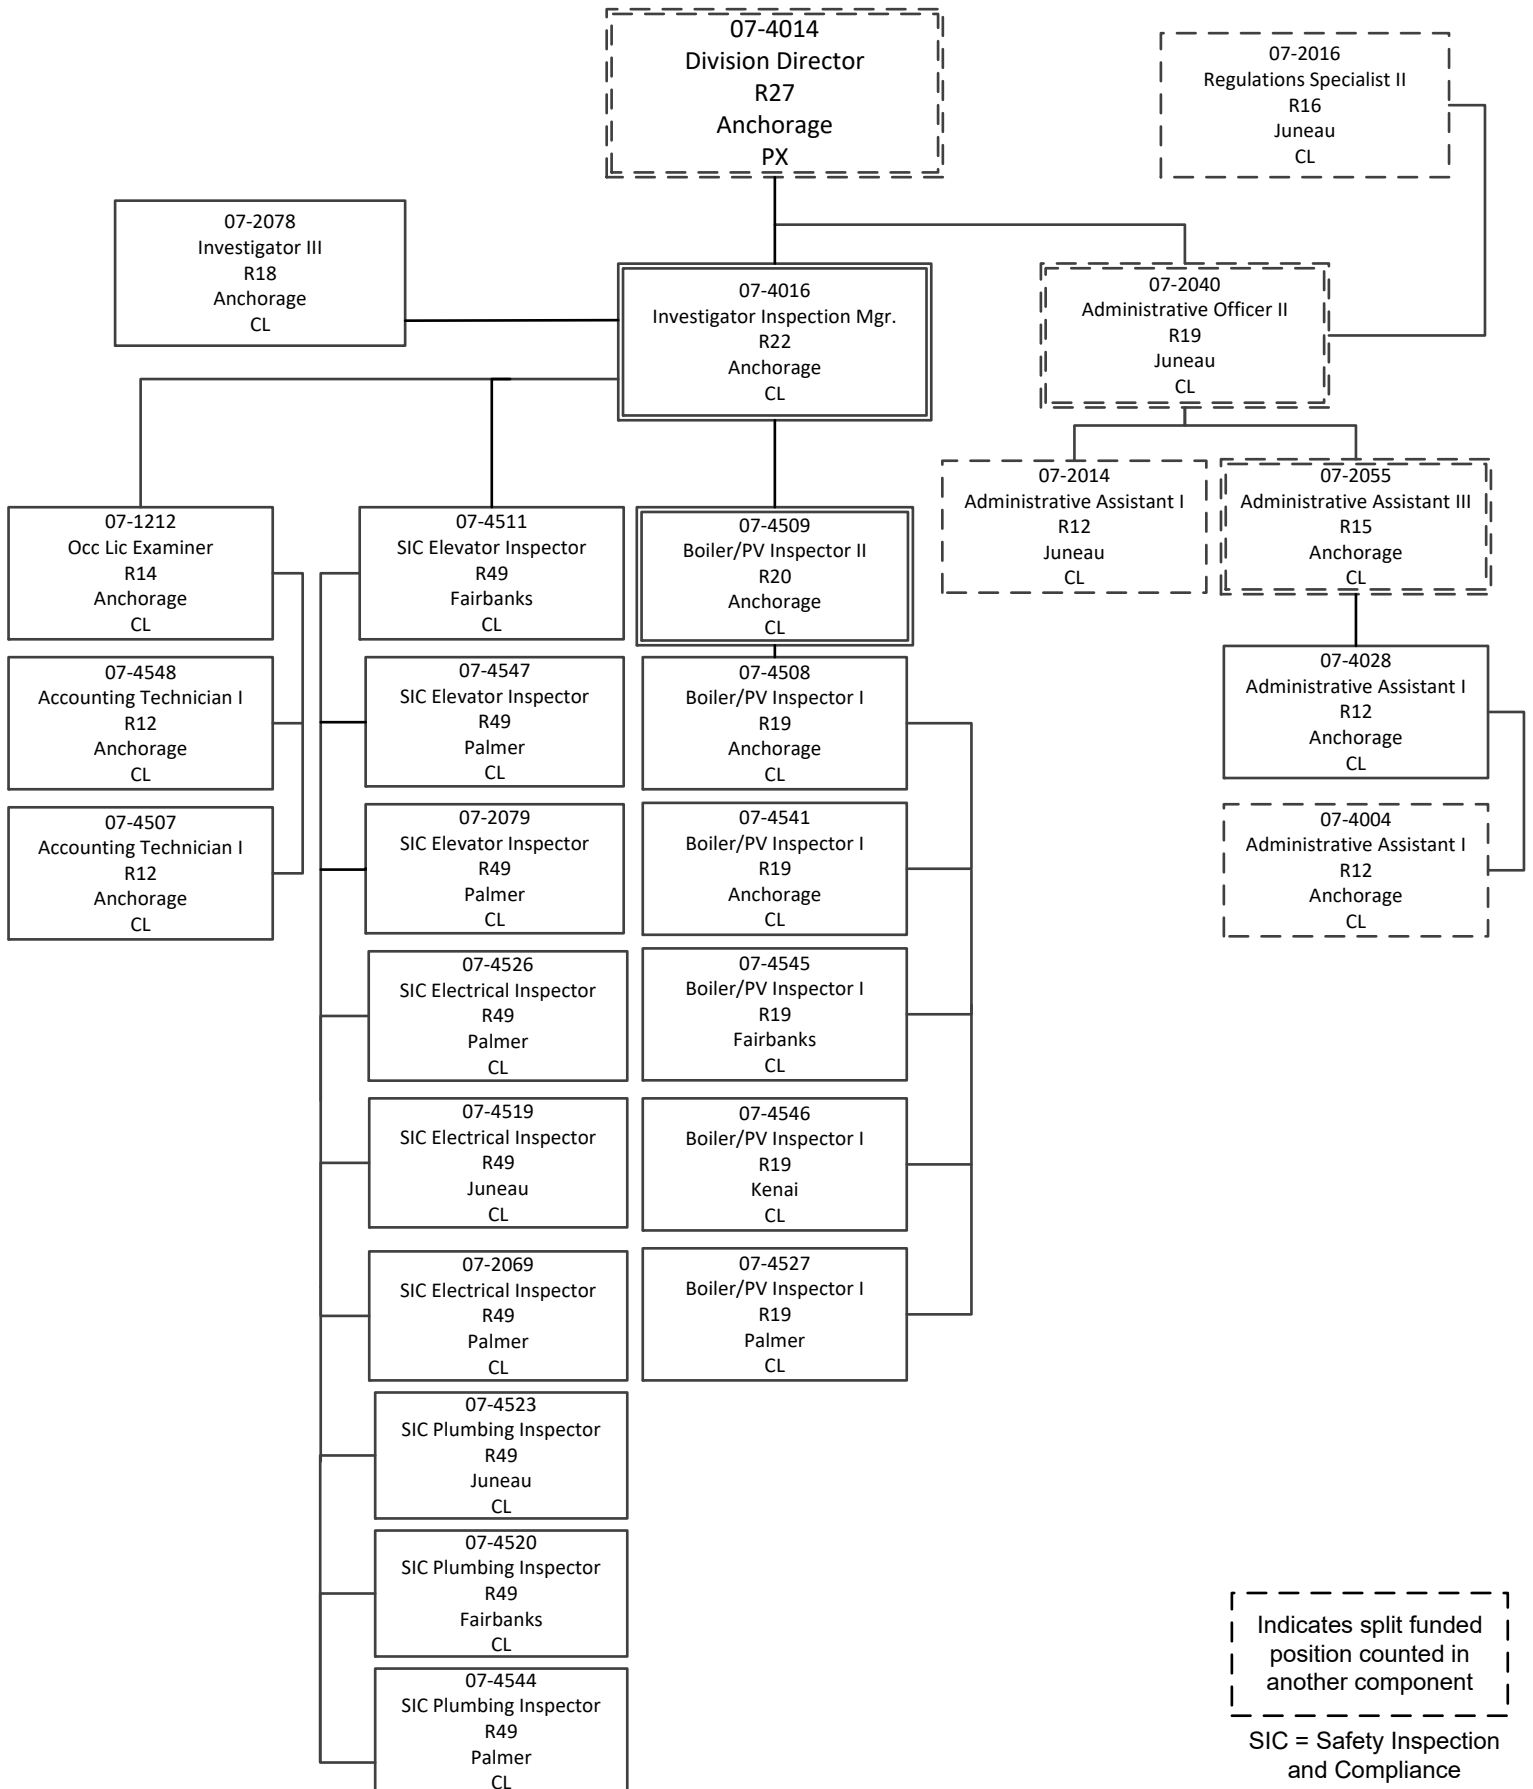 07-4014
Division Director
R27
Anchorage
PX
07-2016
Regulations Specialist II
R16
Juneau
CL
07-2078
Investigator III
R18
Anchorage
CL
07-4016
Investigator Inspection Mgr.
R22
Anchorage
CL
07-2040
Administrative Officer II
R19
Juneau
CL
07-2014
Administrative Assistant I
R12
Juneau
CL
07-2055
Administrative Assistant III
R15
Anchorage
CL
07-1212
Occ Lic Examiner
R14
Anchorage
CL
07-4511
SIC Elevator Inspector
R49
Fairbanks
CL
07-4509
Boiler/PV Inspector II
R20
Anchorage
CL
07-4548
Accounting Technician I
R12
Anchorage
CL
07-4547
SIC Elevator Inspector
R49
Palmer
CL
07-4508
Boiler/PV Inspector I
R19
Anchorage
CL
07-4028
Administrative Assistant I
R12
Anchorage
CL
07-4507
Accounting Technician I
R12
Anchorage
CL
07-2079
SIC Elevator Inspector
R49
Palmer
CL
07-4541
Boiler/PV Inspector I
R19
Anchorage
CL
07-4004
Administrative Assistant I
R12
Anchorage
CL
07-4526
SIC Electrical Inspector
R49
Palmer
CL
07-4545
Boiler/PV Inspector I
R19
Fairbanks
CL
07-4519
SIC Electrical Inspector
R49
Juneau
CL
07-4546
Boiler/PV Inspector I
R19
Kenai
CL
07-2069
SIC Electrical Inspector
R49
Palmer
CL
07-4527
Boiler/PV Inspector I
R19
Palmer
CL
07-4523
SIC Plumbing Inspector
R49
Juneau
CL
07-4520
SIC Plumbing Inspector
R49
Fairbanks
CL
07-4544
SIC Plumbing Inspector
R49
Palmer
CL
Indicates split funded
position counted in
another component
SIC = Safety Inspection
and Compliance